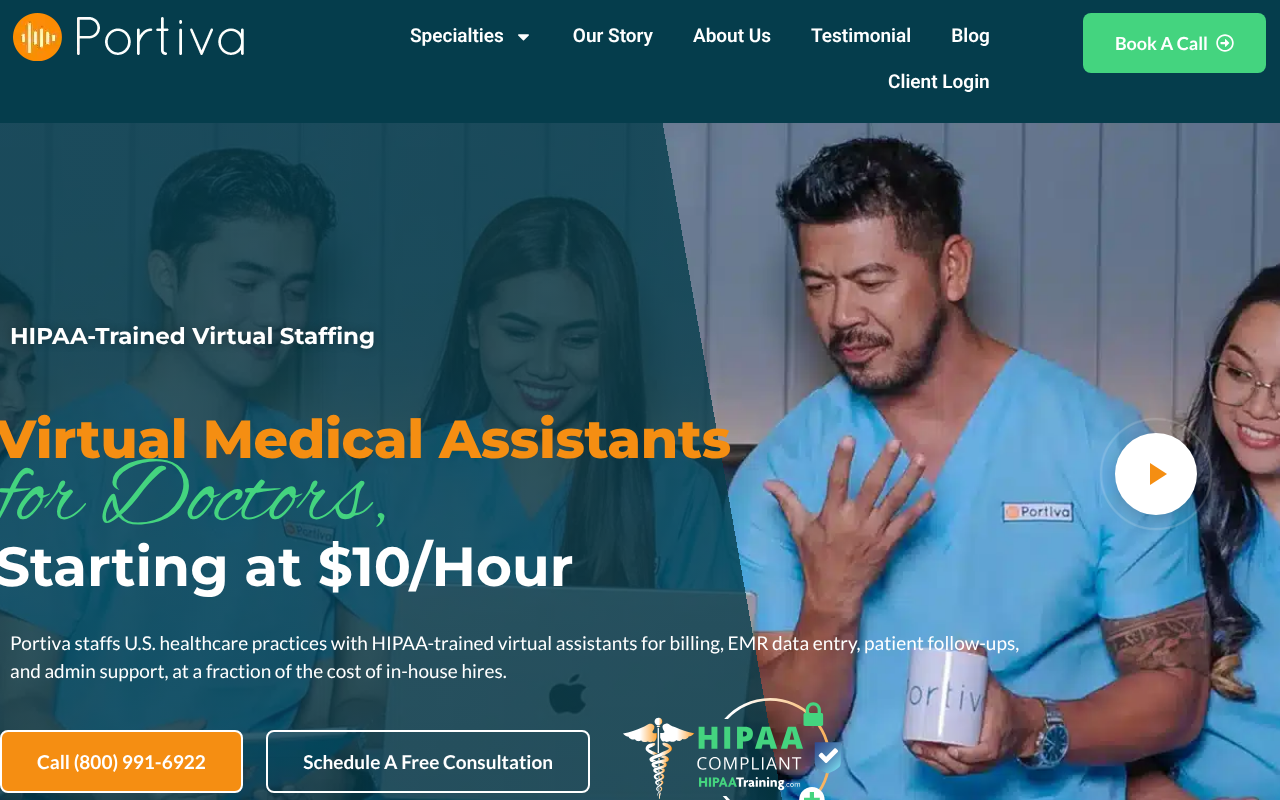 Portiva
Specialties
Our Story
About Us
Testimonial
Blog
Client Login
Book A Call
HIPAA-Trained Virtual Staffing
Virtual Medical Assistants
for Doctors,
Starting at $10/Hour
Portiva staffs U.S. healthcare practices with HIPAA-trained virtual assistants for billing, EMR data entry, patient follow-ups,
and admin support, at a fraction of the cost of in-house hires.
Call (800) 991-6922
Schedule A Free Consultation
HIPAA
COMPLIANT
HIPAATraining.com
Portiva
Portiva
ortiv